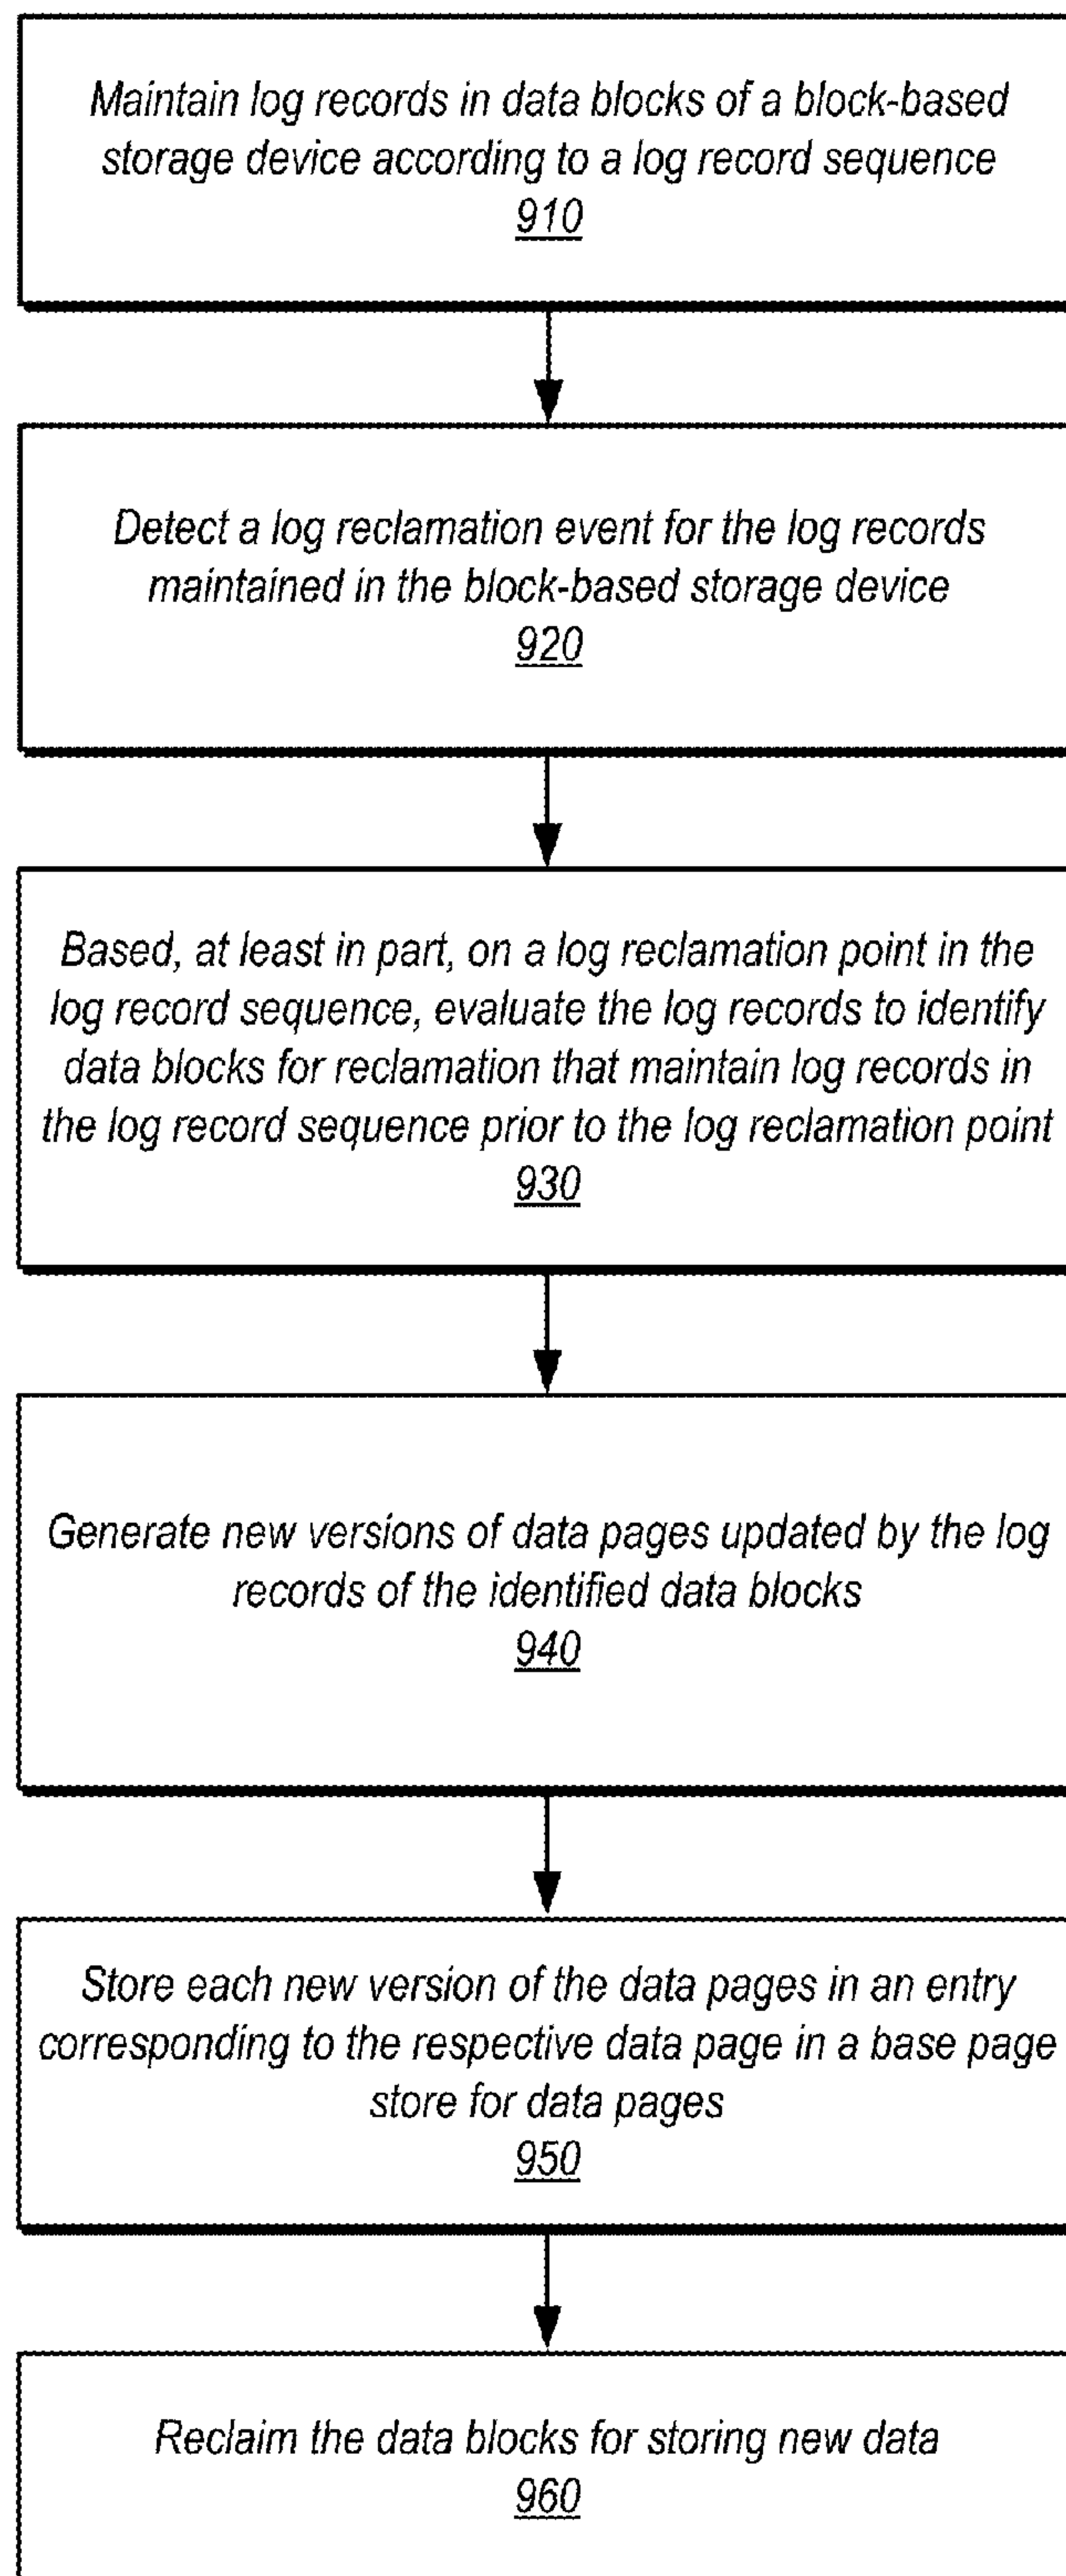 Maintain log records in data blocks of a block-based
storage device according to a log record sequence
910
Detect a log reclamation event for the log records
maintained in the block-based storage device
920
Based, at least in part, on a log reclamation point in the
log record sequence, evaluate the log records to identify
data blocks for reclamation that maintain log records in
the log record sequence prior to the log reclamation point
930
Generate new versions of data pages updated by the log
records of the identified data blocks
940
Store each new version of the data pages in an entry
corresponding to the respective data page in a base page
store for data pages
950
Reclaim the data blocks for storing new data
960